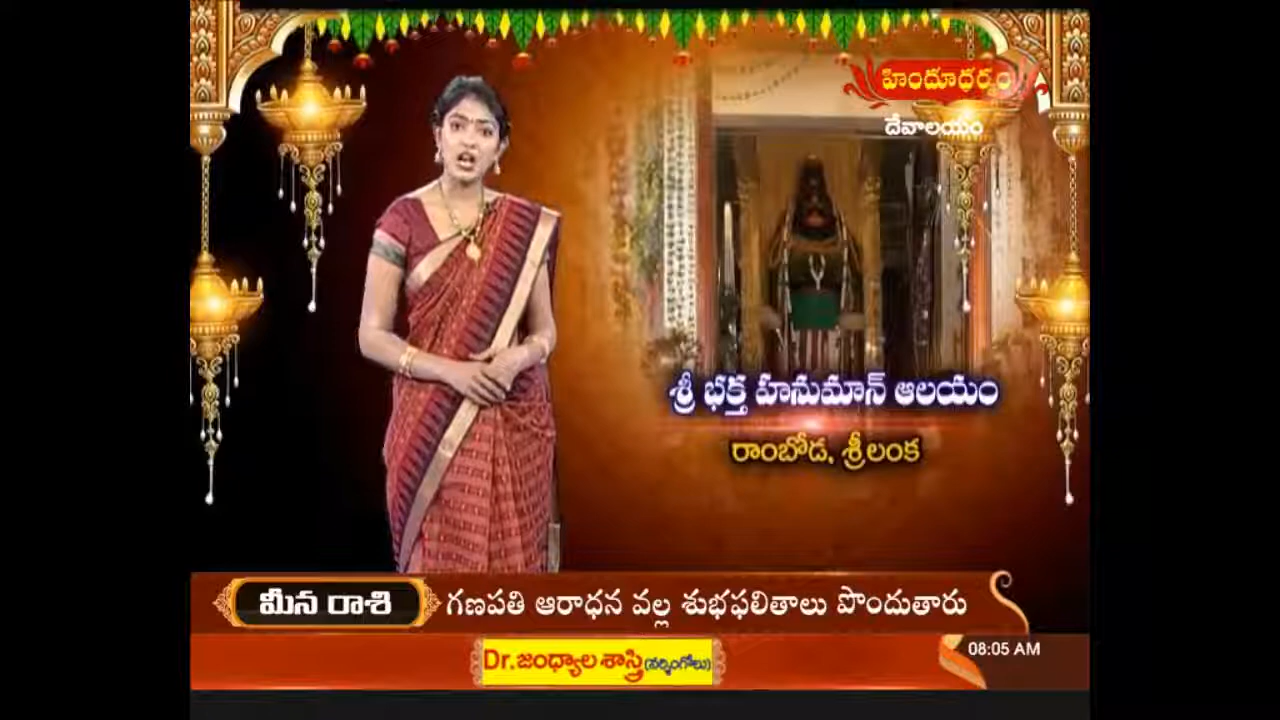 హిందూధర్మం
దేవాలయం
శ్రీ భక్త హనుమాన్ ఆలయం
రాంబోడ, శ్రీలంక
మీన రాశి
గణపతి ఆరాధన వల్ల శుభఫలితాలు పొందుతారు
Dr.జంధ్యాల శాస్త్రి
08:05 AM